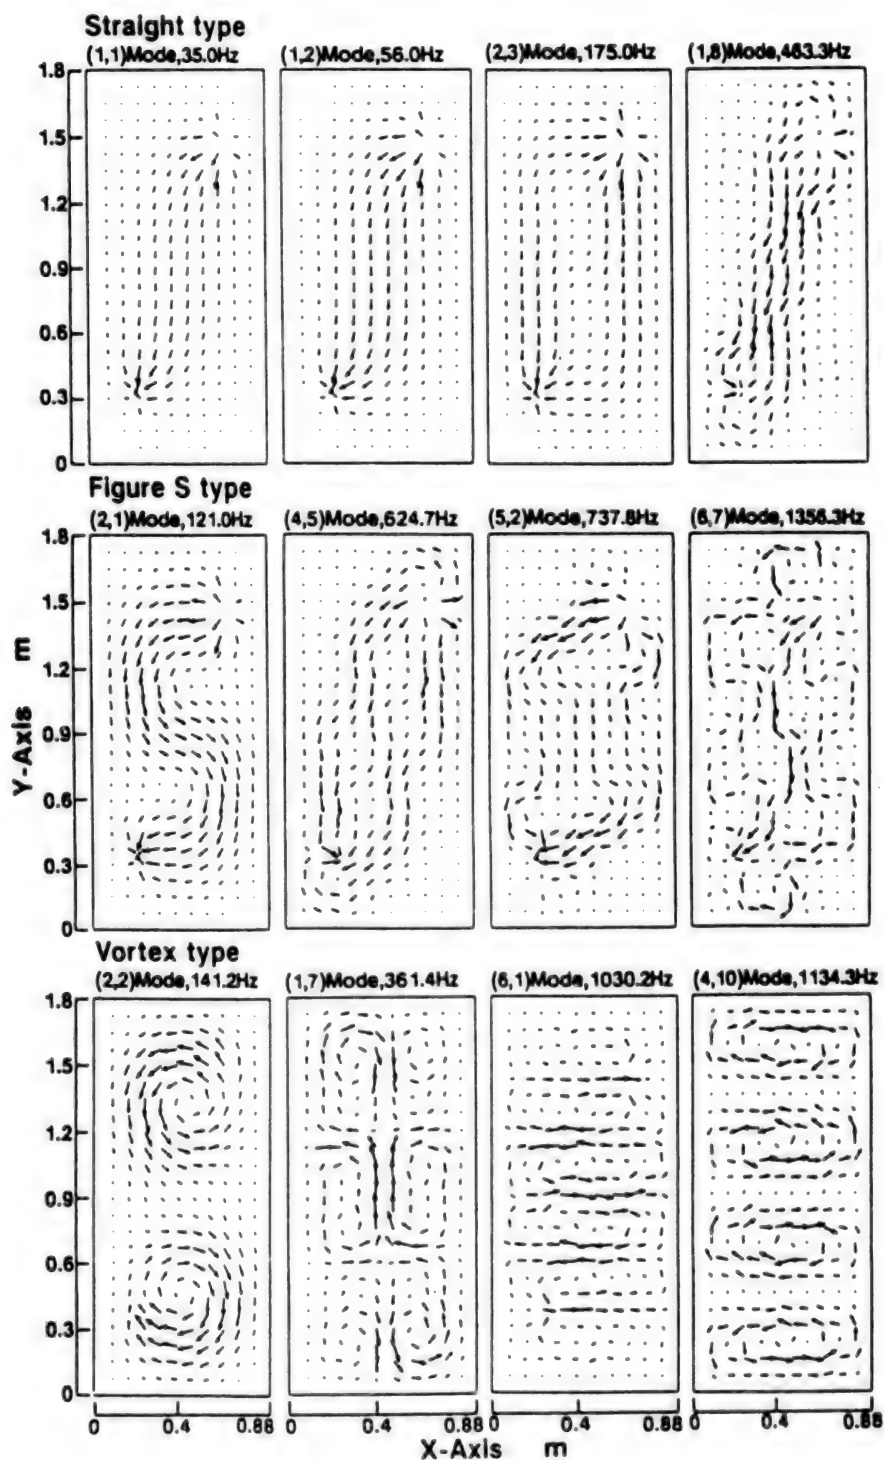 Straight type
(1,1)Mode,35.0Hz (1,2)Mode,56.0Hz (2,3)Mode,175.0Hz (1,8)Mode,463.3Hz
1.8
1.5
1.2
0.9
0.6
0.3
0
Figure S type
(2,1)Mode,121.0Hz (4,5)Mode,624.7Hz (5,2)Mode,737.8Hz (6,7)Mode,1356.3Hz
1.8
1.5
1.2
0.9
0.6
0.3
0
Y-Axis m
Vortex type
(2,2)Mode,141.2Hz (1,7)Mode,361.4Hz (6,1)Mode,1030.2Hz (4,10)Mode,1134.3Hz
1.8
1.5
1.2
0.9
0.6
0.3
0
0 0.4 0.88 0 0.4 0.88 0 0.4 0.88 0 0.4 0.88
X-Axis m